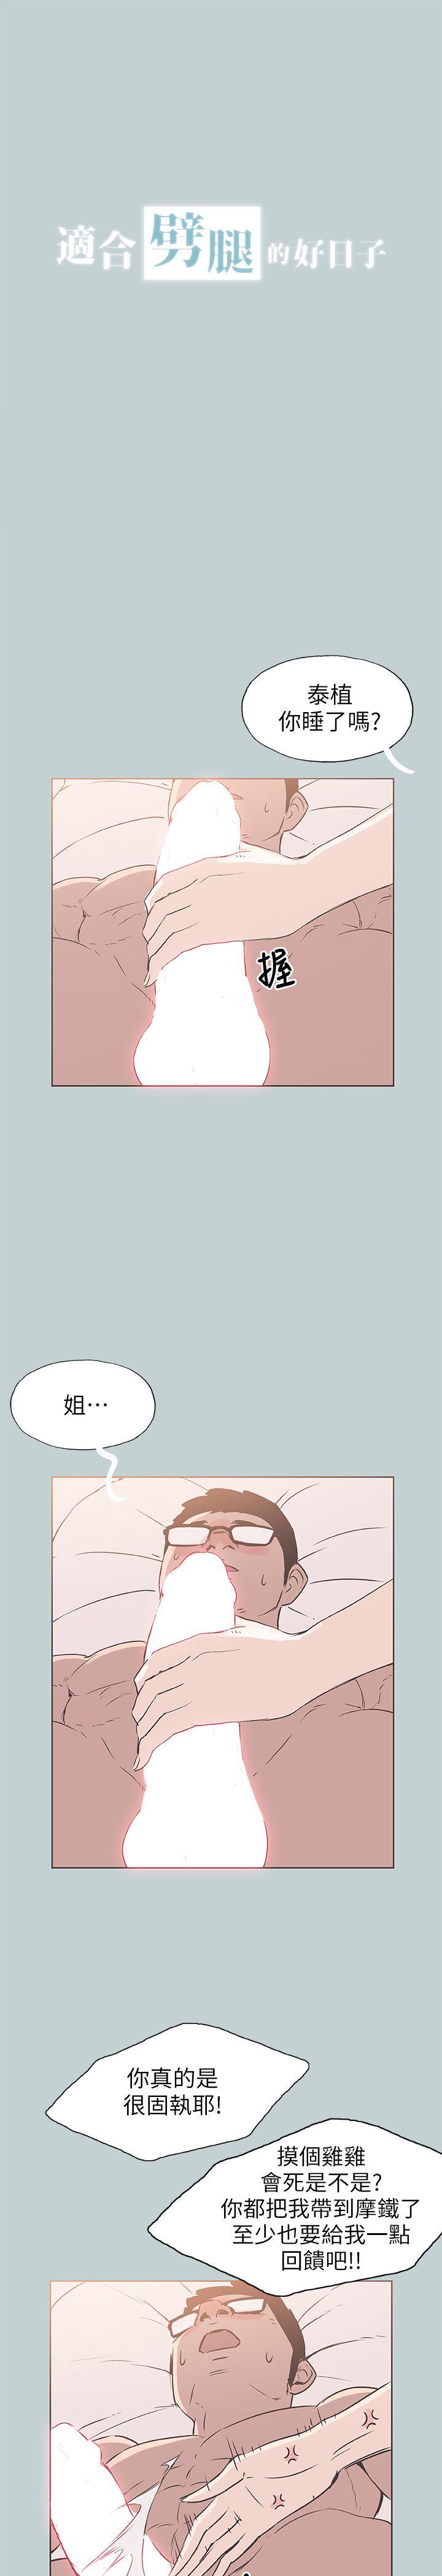 適合劈腿的好日子
泰植
你睡了嗎?
握
姐…
你真的是
很固執耶!
摸個雞雞
會死是不是?
你都把我帶到摩鐵了
至少也要給我一點
回饋吧!!